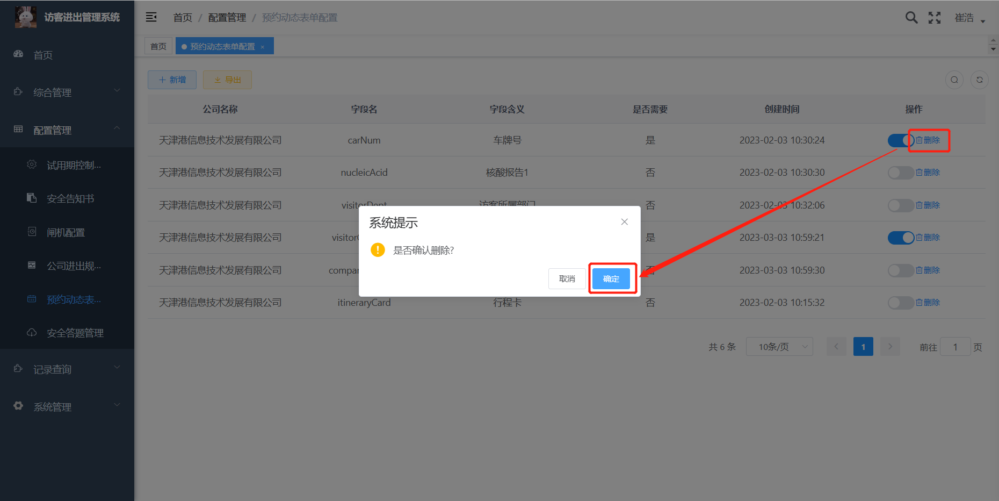 访客进出管理系统
首页 / 配置管理 / 预约动态表单配置
崔浩
首页
预约动态表单配置 ×
首页
综合管理
配置管理
试用期控制...
安全告知书
闸机配置
公司进出规...
预约动态表...
安全答题管理
记录查询
系统管理
+ 新增
导出
公司名称 字段名 字段含义 是否需要 创建时间 操作
天津港信息技术发展有限公司 carNum 车牌号 是 2023-02-03 10:30:24 删除
天津港信息技术发展有限公司 nucleicAcid 核酸报告1 否 2023-02-03 10:30:30 删除
天津港信息技术发展有限公司 visitorDept 访客所属部门 否 2023-02-03 10:32:06 删除
天津港信息技术发展有限公司 是 2023-03-03 10:59:21 删除
天津港信息技术发展有限公司 否 2023-03-03 10:59:30 删除
天津港信息技术发展有限公司 itineraryCard 行程卡 否 2023-02-03 10:15:32 删除
系统提示
是否确认删除?
取消
确定
共 6 条 10条/页 1 前往 1 页